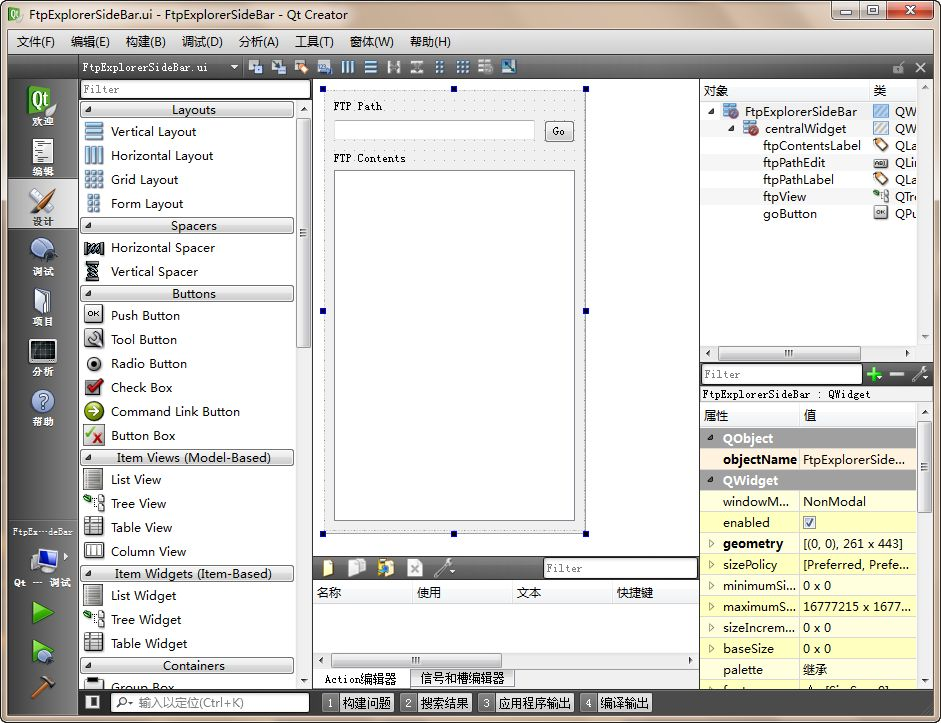 FtpExplorerSideBar.ui - FtpExplorerSideBar - Qt Creator
文件(F) 编辑(E) 构建(B) 调试(D) 分析(A) 工具(T) 窗体(W) 帮助(H)
FtpExplorerSideBar.ui
Qt
欢迎
编辑
设计
调试
项目
分析
帮助
FtpEx···deBar
Qt --- 调试
Filter
Layouts
Vertical Layout
Horizontal Layout
Grid Layout
Form Layout
Spacers
Horizontal Spacer
Vertical Spacer
Buttons
OK Push Button
Tool Button
Radio Button
Check Box
Command Link Button
Button Box
Item Views (Model-Based)
List View
Tree View
Table View
Column View
Item Widgets (Item-Based)
List Widget
Tree Widget
Table Widget
Containers
Group Box
FTP Path
Go
FTP Contents
Filter
名称 使用 文本 快捷键
Action编辑器 信号和槽编辑器
对象 类
FtpExplorerSideBar QW
centralWidget QW
ftpContentsLabel QLa
ftpPathEdit QLi
ftpPathLabel QLa
ftpView QTr
goButton OK QPu
Filter
FtpExplorerSideBar : QWidget
属性 值
QObject
objectName FtpExplorerSide...
QWidget
windowM... NonModal
enabled
geometry [(0, 0), 261 x 443]
sizePolicy [Preferred, Prefe...
minimumSi... 0 x 0
maximumS... 16777215 x 1677...
sizeIncrem... 0 x 0
baseSize 0 x 0
palette 继承
输入以定位(Ctrl+K) 1 构建问题 2 搜索结果 3 应用程序输出 4 编译输出